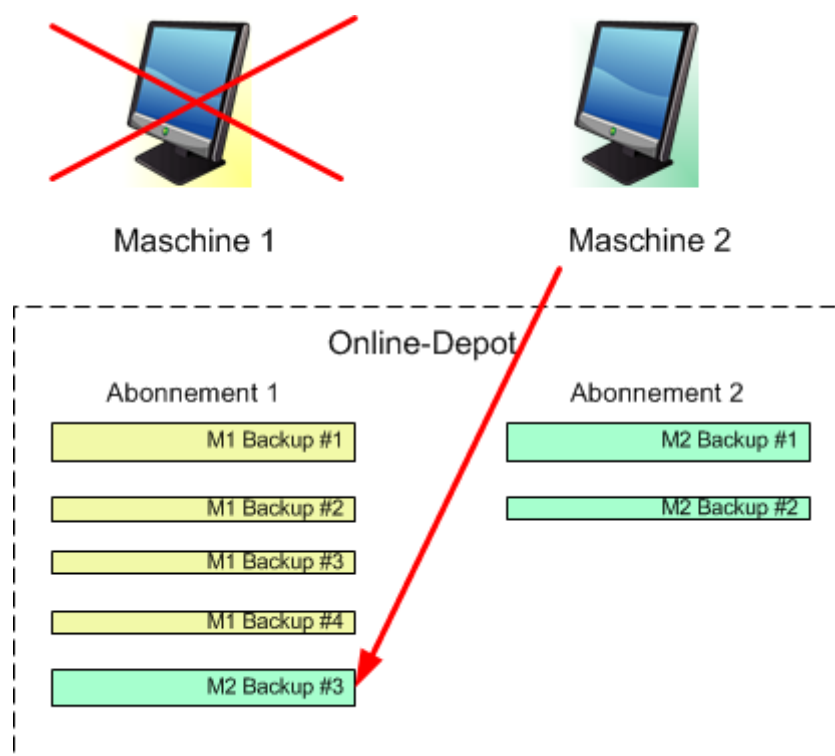 Maschine 1
Maschine 2
Online-Depot
Abonnement 1
M1 Backup #1
M1 Backup #2
M1 Backup #3
M1 Backup #4
M2 Backup #3
Abonnement 2
M2 Backup #1
M2 Backup #2